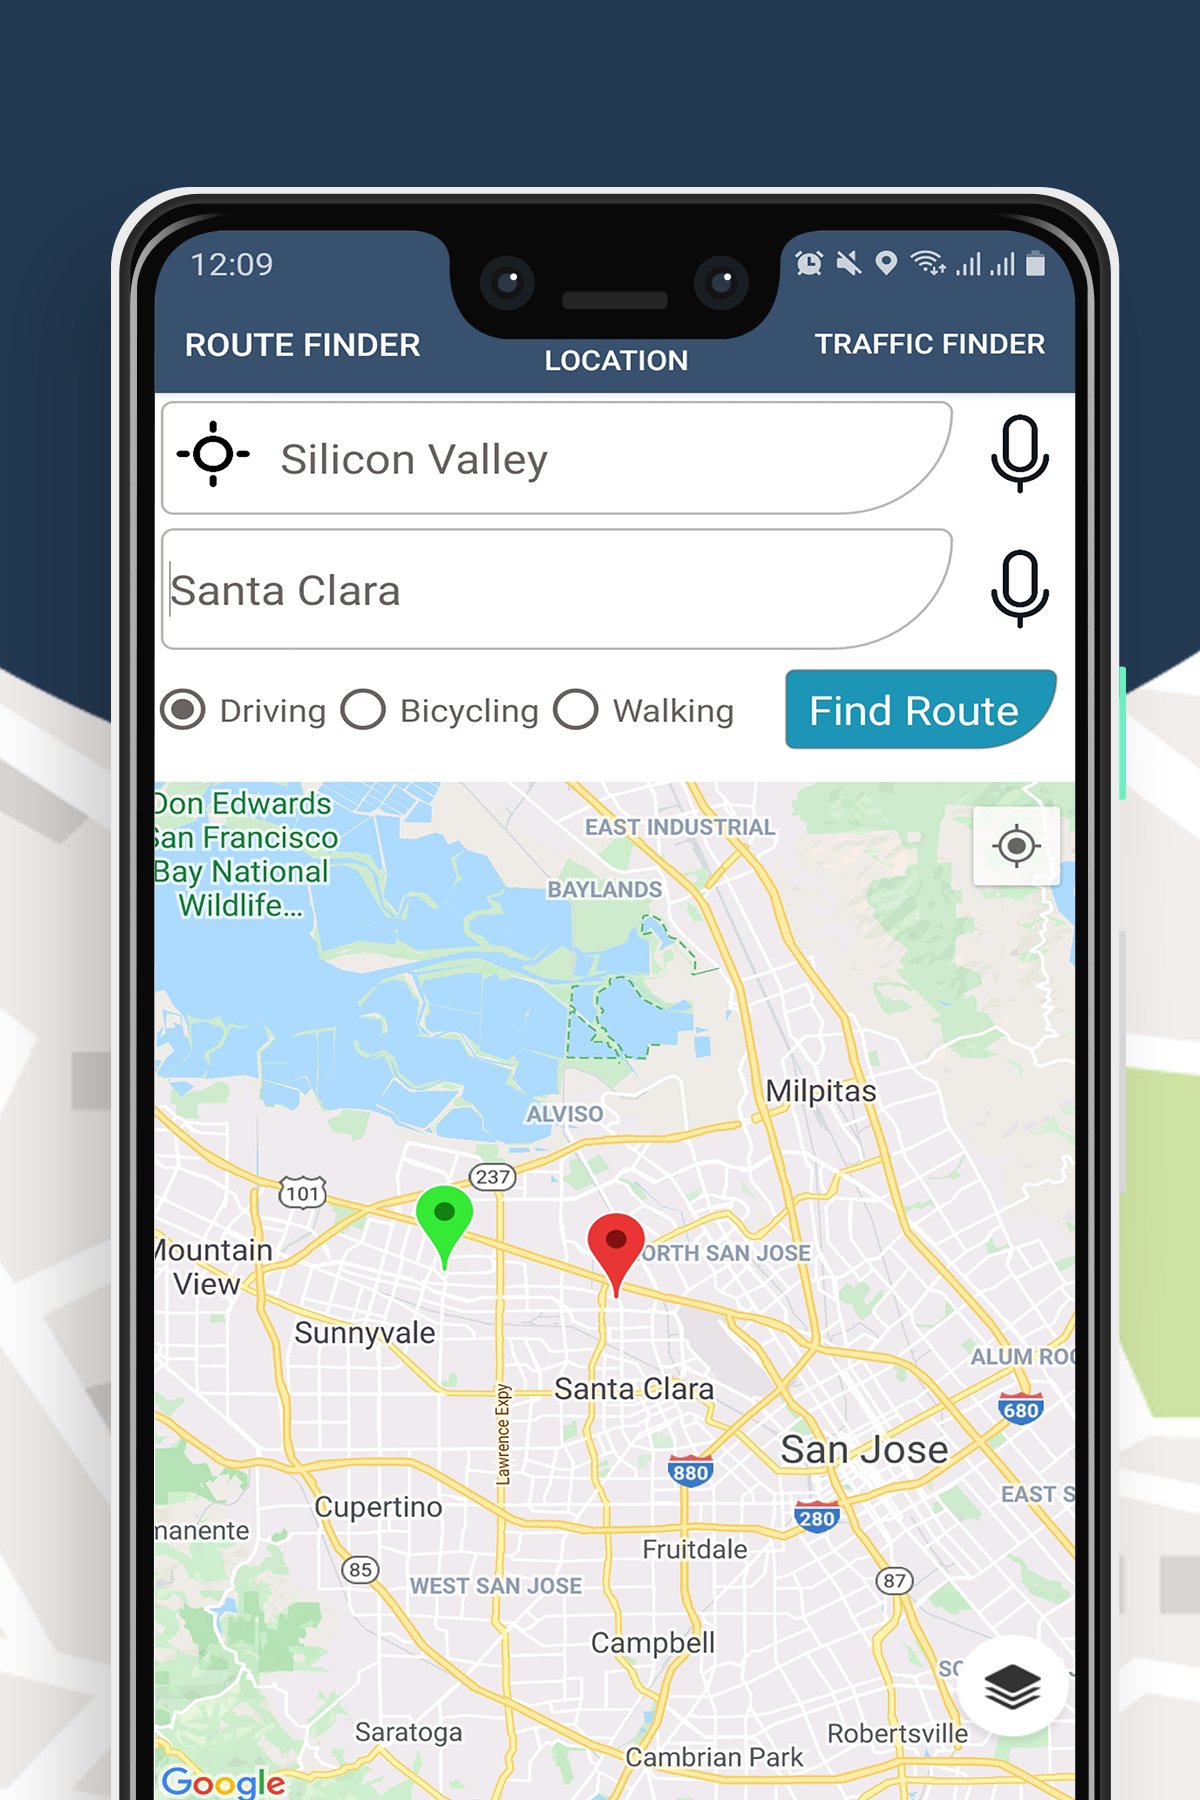 12:09
ROUTE FINDER
LOCATION
TRAFFIC FINDER
Silicon Valley
Santa Clara
Driving
Bicycling
Walking
Find Route
Don Edwards
San Francisco
Bay National
Wildlife...
EAST INDUSTRIAL
BAYLANDS
Milpitas
ALVISO
237
101
Mountain
View
ORTH SAN JOSE
Sunnyvale
ALUM ROC
Santa Clara
680
Lawrence Expy
San Jose
880
EAST S
Cupertino
280
manente
Fruitdale
85
WEST SAN JOSE
87
Campbell
SO
J
Saratoga
Robertsville
Cambrian Park
Google